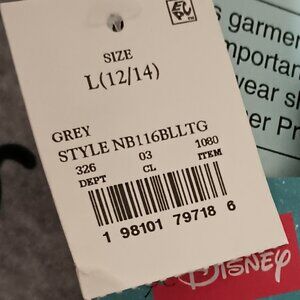 SIZE
L(12/14)
GREY
STYLE NB116BLLTG
326 03 1080
DEPT CL ITEM
1 98101 79718 6
s garmen
mportan
wear s
er Pr
DISNEY